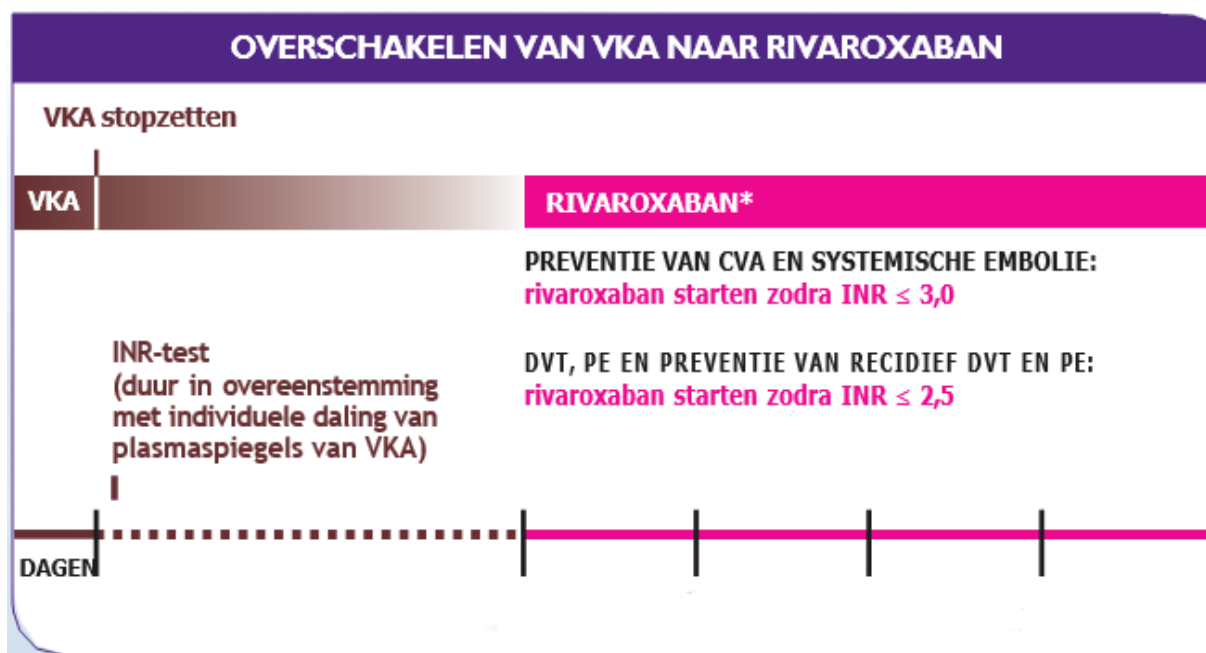 OVERSCHAKELEN VAN VKA NAAR RIVAROXABAN
VKA stopzetten
VKA
RIVAROXABAN*
PREVENTIE VAN CVA EN SYSTEMISCHE EMBOLIE:
rivaroxaban starten zodra INR ≤ 3,0
INR-test
(duur in overeenstemming
met individuele daling van
plasmaspiegels van VKA)
DVT, PE EN PREVENTIE VAN RECIDIEF DVT EN PE:
rivaroxaban starten zodra INR ≤ 2,5
DAGEN